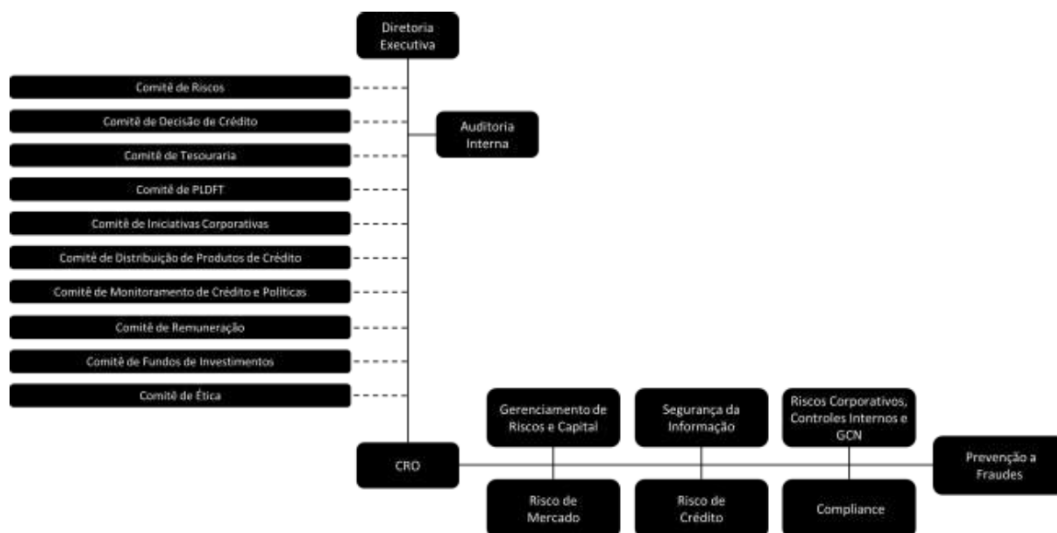 Diretoria
Executiva
Comitê de Riscos
Comitê de Decisão de Crédito
Auditoria
Interna
Comitê de Tesouraria
Comitê de PLDFT
Comitê de Iniciativas Corporativas
Comitê de Distribuição de Produtos de Crédito
Comitê de Monitoramento de Crédito e Políticas
Comitê de Remuneração
Comitê de Fundos de Investimentos
Comitê de Ética
Gerenciamento de
Riscos e Capital
Segurança da
Informação
Riscos Corporativos,
Controles Internos e
GCN
CRO
Prevenção a
Fraudes
Risco de
Mercado
Risco de
Crédito
Compliance